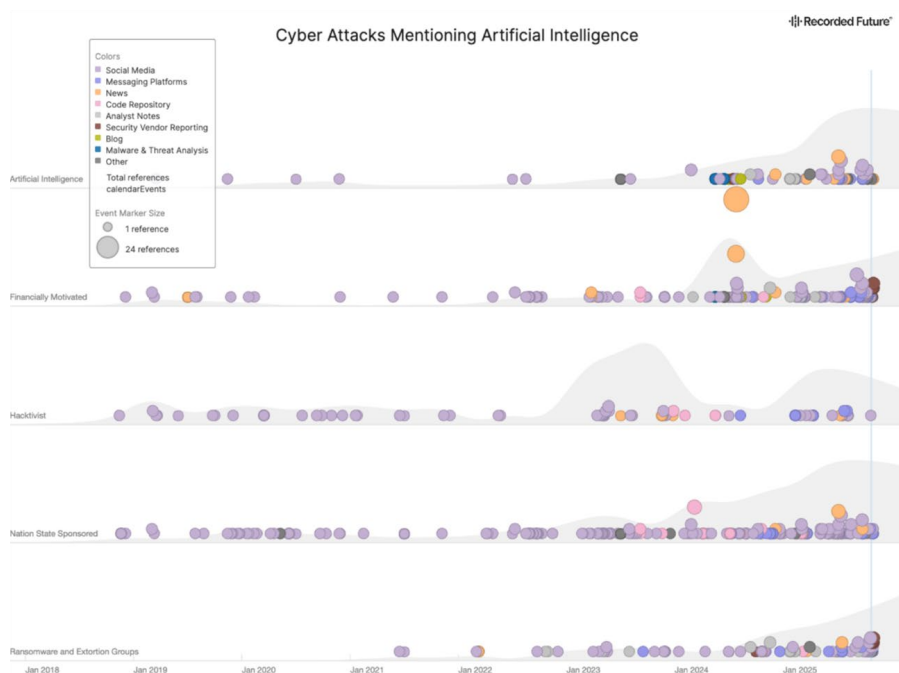 Recorded Future®
Cyber Attacks Mentioning Artificial Intelligence
Colors
Social Media
Messaging Platforms
News
Code Repository
Analyst Notes
Security Vendor Reporting
Blog
Malware & Threat Analysis
Other
Total references
calendarEvents
Event Marker Size
1 reference
24 references
Artificial Intelligence
Financially Motivated
Hacktivist
Nation State Sponsored
Ransomware and Extortion Groups
Jan 2018 Jan 2019 Jan 2020 Jan 2021 Jan 2022 Jan 2023 Jan 2024 Jan 2025